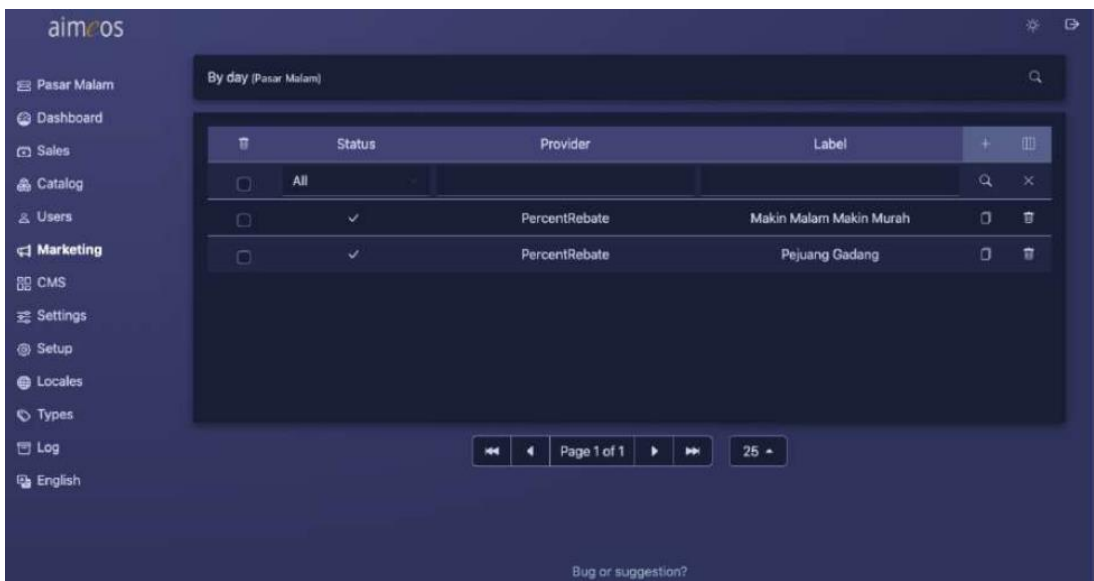 aimeos
Pasar Malam
Dashboard
Sales
Catalog
Users
Marketing
CMS
Settings
Setup
Locales
Types
Log
English
By day (Pasar Malam)
Status Provider Label
All
PercentRebate Makin Malam Makin Murah
PercentRebate Pejuang Gadang
Page 1 of 1 25
Bug or suggestion?